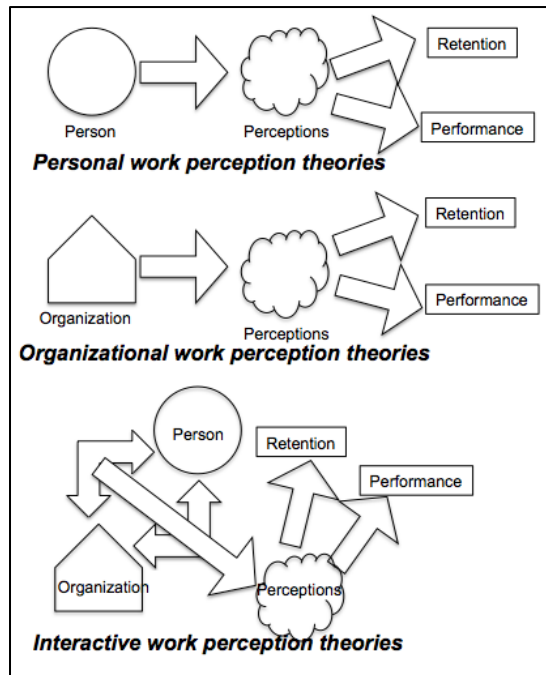 Retention
Person
Perceptions
Performance
Personal work perception theories
Retention
Organization
Perceptions
Performance
Organizational work perception theories
Person
Retention
Performance
Organization
Perceptions
Interactive work perception theories